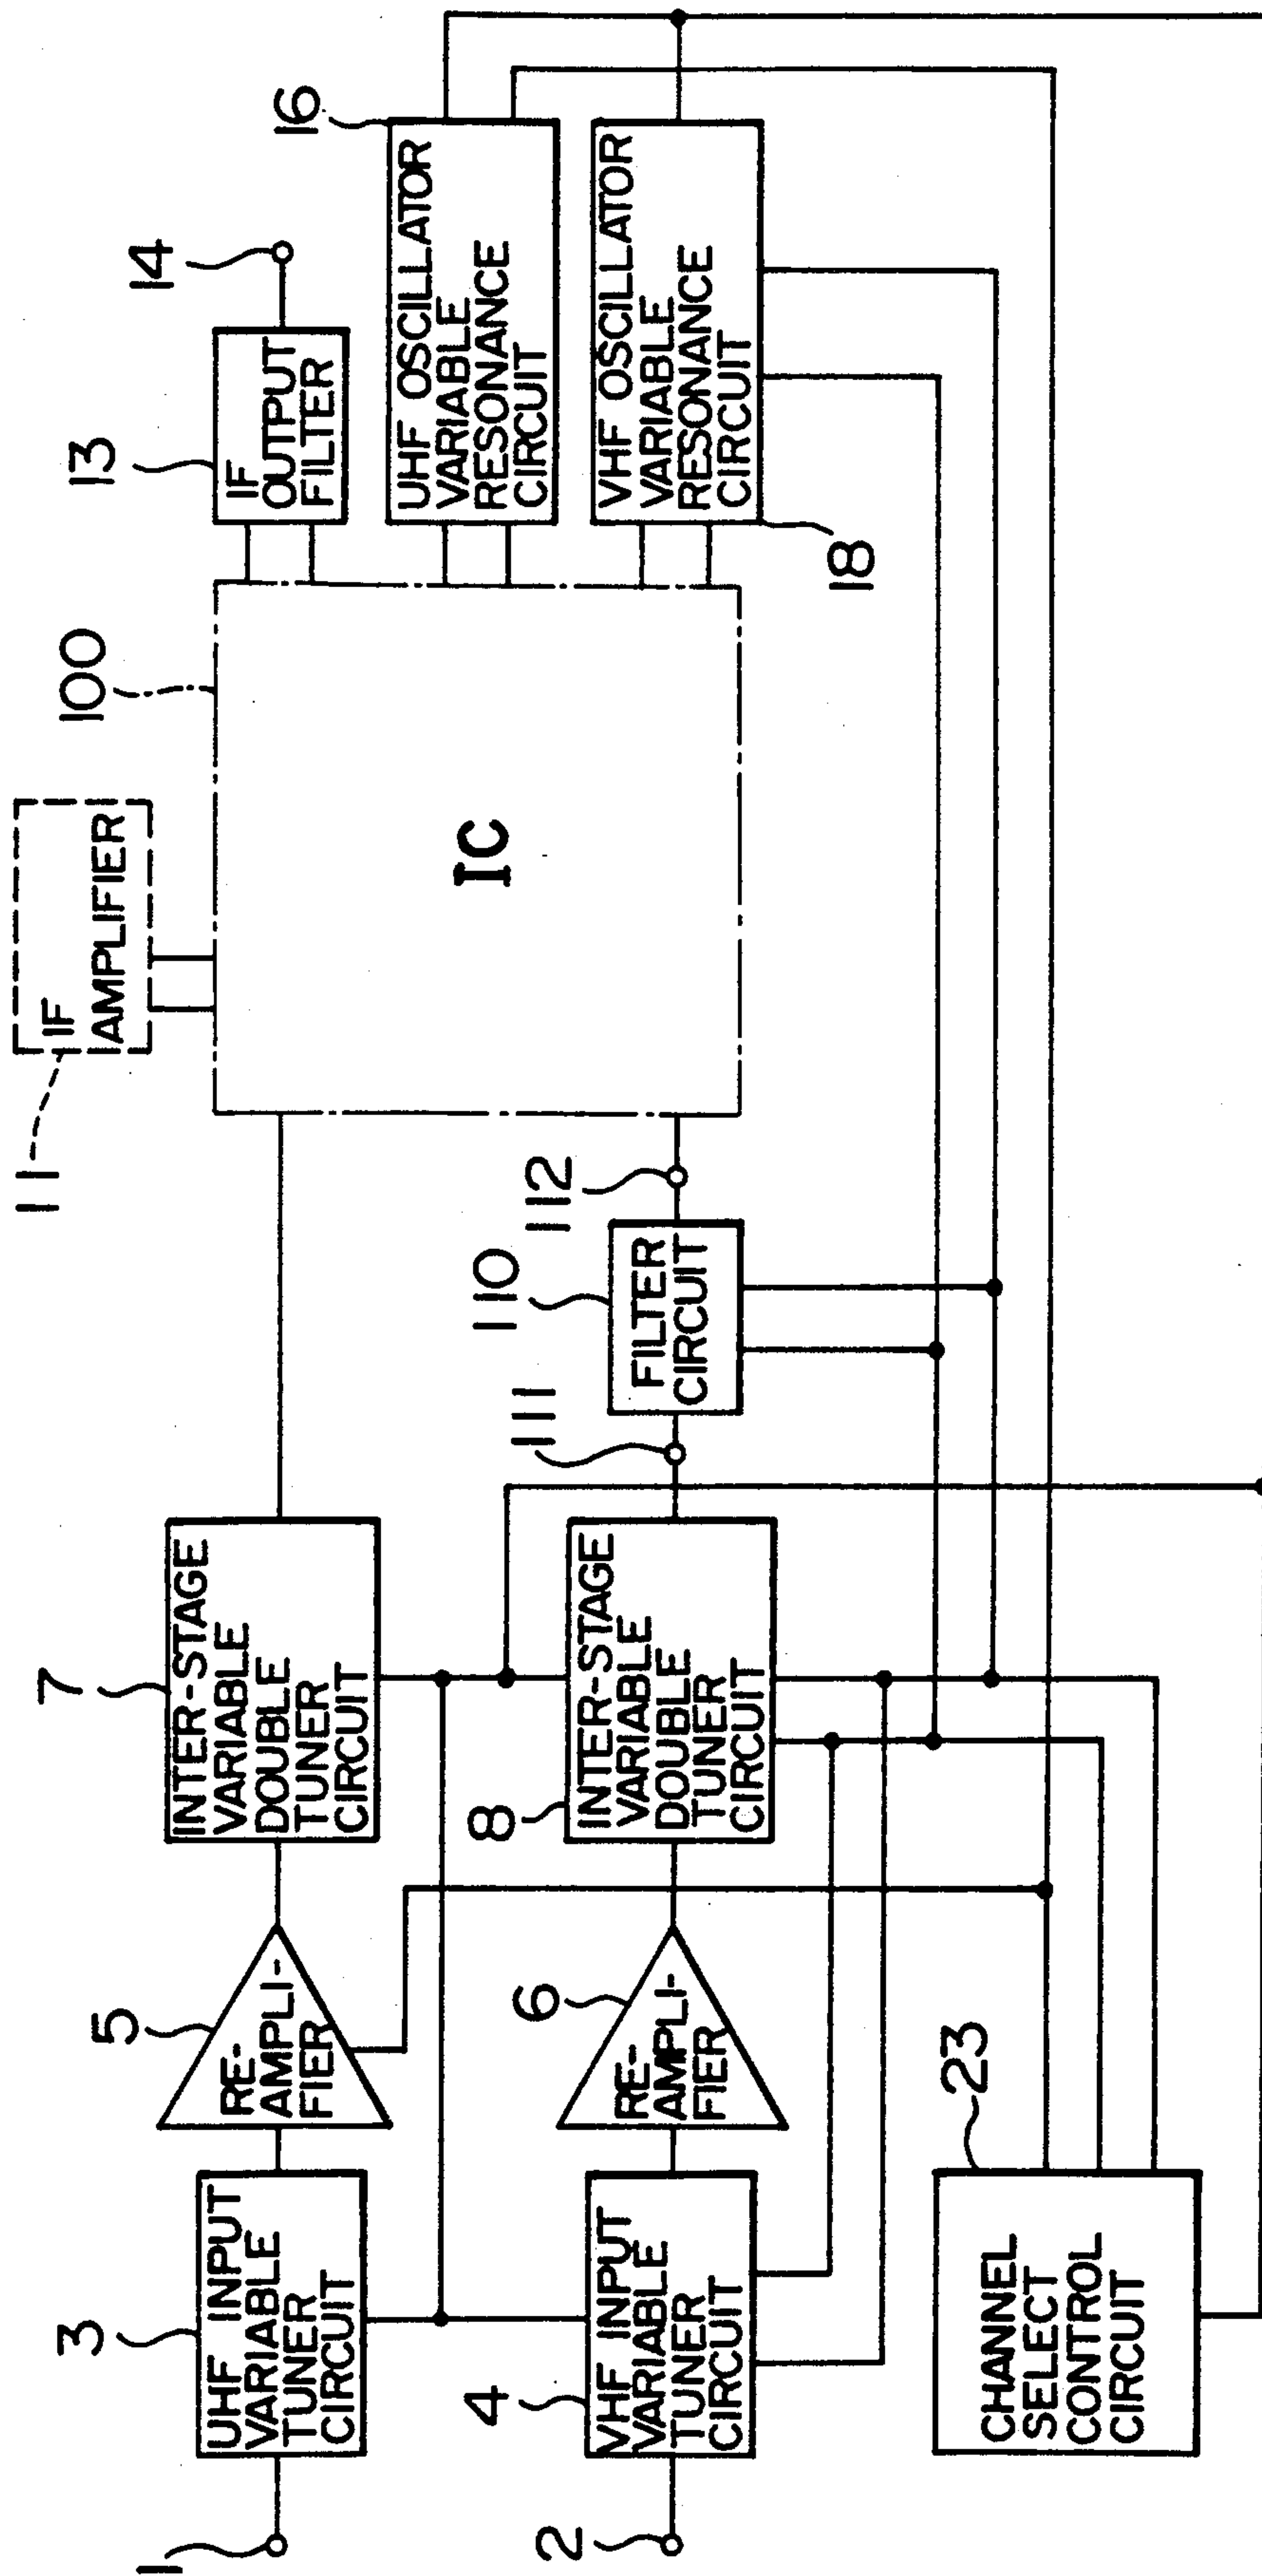 11
IF
AMPLIFIER
100
13
14
IF
OUTPUT
FILTER
16
UHF OSCILLATOR
VARIABLE
RESONANCE
CIRCUIT
VHF OSCILLATOR
VARIABLE
RESONANCE
CIRCUIT
18
IC
7
INTER-STAGE
VARIABLE
DOUBLE
TUNER
CIRCUIT
5
RE-
AMPLI-
FIER
3
UHF INPUT
VARIABLE
TUNER
CIRCUIT
1
110
111
112
FILTER
CIRCUIT
8
INTER-STAGE
VARIABLE
DOUBLE
TUNER
CIRCUIT
6
RE-
AMPLI-
FIER
4
VHF INPUT
VARIABLE
TUNER
CIRCUIT
2
23
CHANNEL
SELECT
CONTROL
CIRCUIT